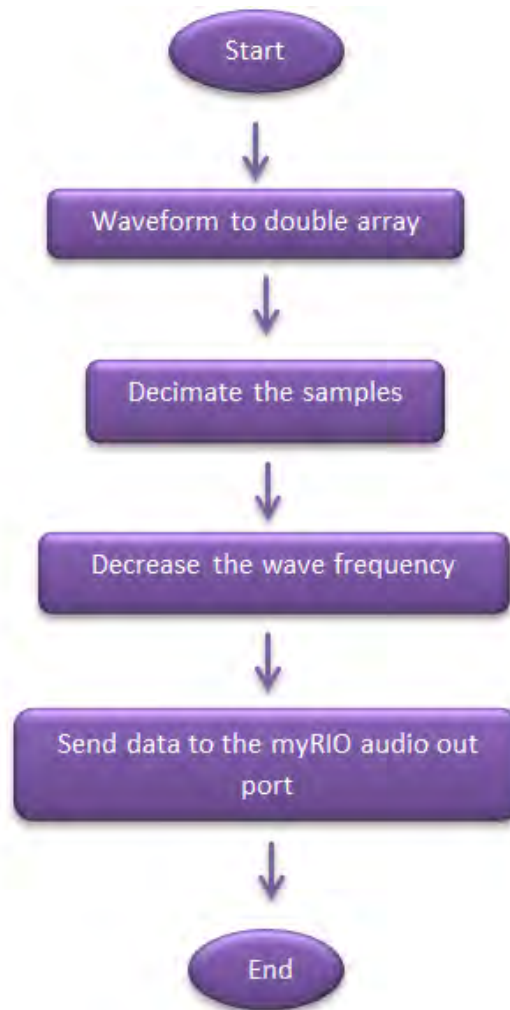 Start
Waveform to double array
Decimate the samples
Decrease the wave frequency
Send data to the myRIO audio out
port
End